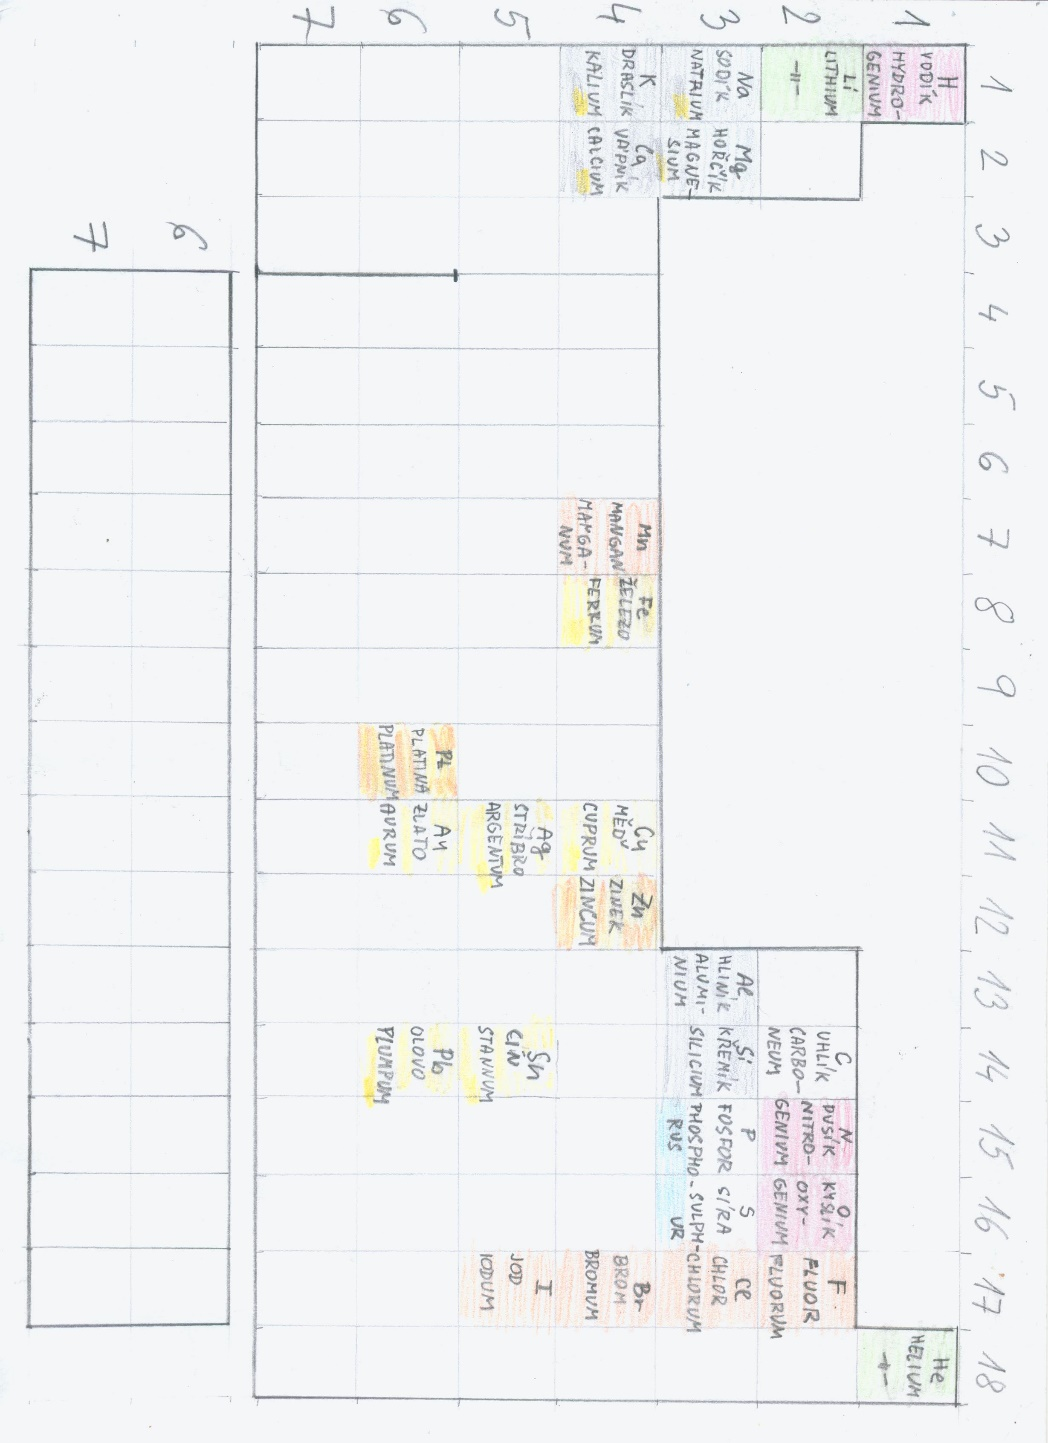 1 2 3 4 5 6 7 8 9 10 11 12 13 14 15 16 17 18
1
H
VODÍK
HYDRO-
GENIUM
He
HELIUM
-"-
2
Li
LITHIUM
-"-
C
UHLÍK
CARBO-
NEUM
N
DUSÍK
NITRO-
GENIUM
O
KYSLÍK
OXY-
GENIUM
F
FLUOR
FLUORUM
3
Na
SODÍK
NATRIUM
Mg
HOŘČÍK
MAGNE-
SIUM
Al
HLINÍK
ALUMI-
NIUM
Si
KŘEMÍK
SILICIUM
P
FOSFOR
PHOSPHO-
RUS
S
SÍRA
SULPH-
UR
Cl
CHLOR
CHLORUM
4
K
DRASLÍK
KALIUM
Ca
VÁPNÍK
CALCIUM
Mn
MANGAN
MANGA-
NUM
Fe
ŽELEZO
FERRUM
Cu
MĚĎ
CUPRUM
Zn
ZINEK
ZINCUM
Br
BROM
BROMUM
5
Ag
STŘÍBRO
ARGENTUM
Sn
CÍN
STANNUM
I
JOD
IODUM
6
Pt
PLATINA
PLATINUM
Au
ZLATO
AURUM
Pb
OLOVO
PLUMPUM
7
6
7